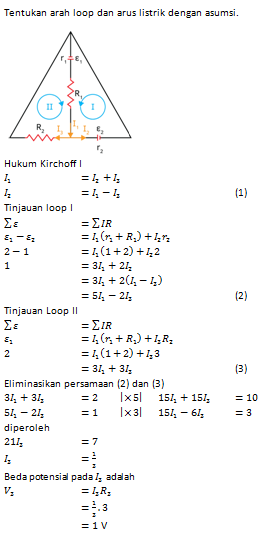 Tentukan arah loop dan arus listrik dengan asumsi.
r₁ ε₁
R₁
II I
R₂ I₃ I₁ I₂ ε₂
r₂
Hukum Kirchoff I
I₁ = I₂ + I₃
I₂ = I₁ − I₃ (1)
Tinjauan loop I
∑ε = ∑IR
ε₁ − ε₂ = I₁(r₁ + R₁) + I₂r₂
2 − 1 = I₁(1 + 2) + I₂2
1 = 3I₁ + 2I₂
= 3I₁ + 2(I₁ − I₃)
= 5I₁ − 2I₃ (2)
Tinjauan Loop II
∑ε = ∑IR
ε₁ = I₁(r₁ + R₁) + I₃R₂
2 = I₁(1 + 2) + I₃3
= 3I₁ + 3I₃ (3)
Eliminasikan persamaan (2) dan (3)
3I₁ + 3I₃ = 2 |×5| 15I₁ + 15I₃ = 10
5I₁ − 2I₃ = 1 |×3| 15I₁ − 6I₃ = 3
diperoleh
21I₃ = 7
I₃ = 1/3
Beda potensial pada I₃ adalah
V₃ = I₃R₂
= 1/3 . 3
= 1 V